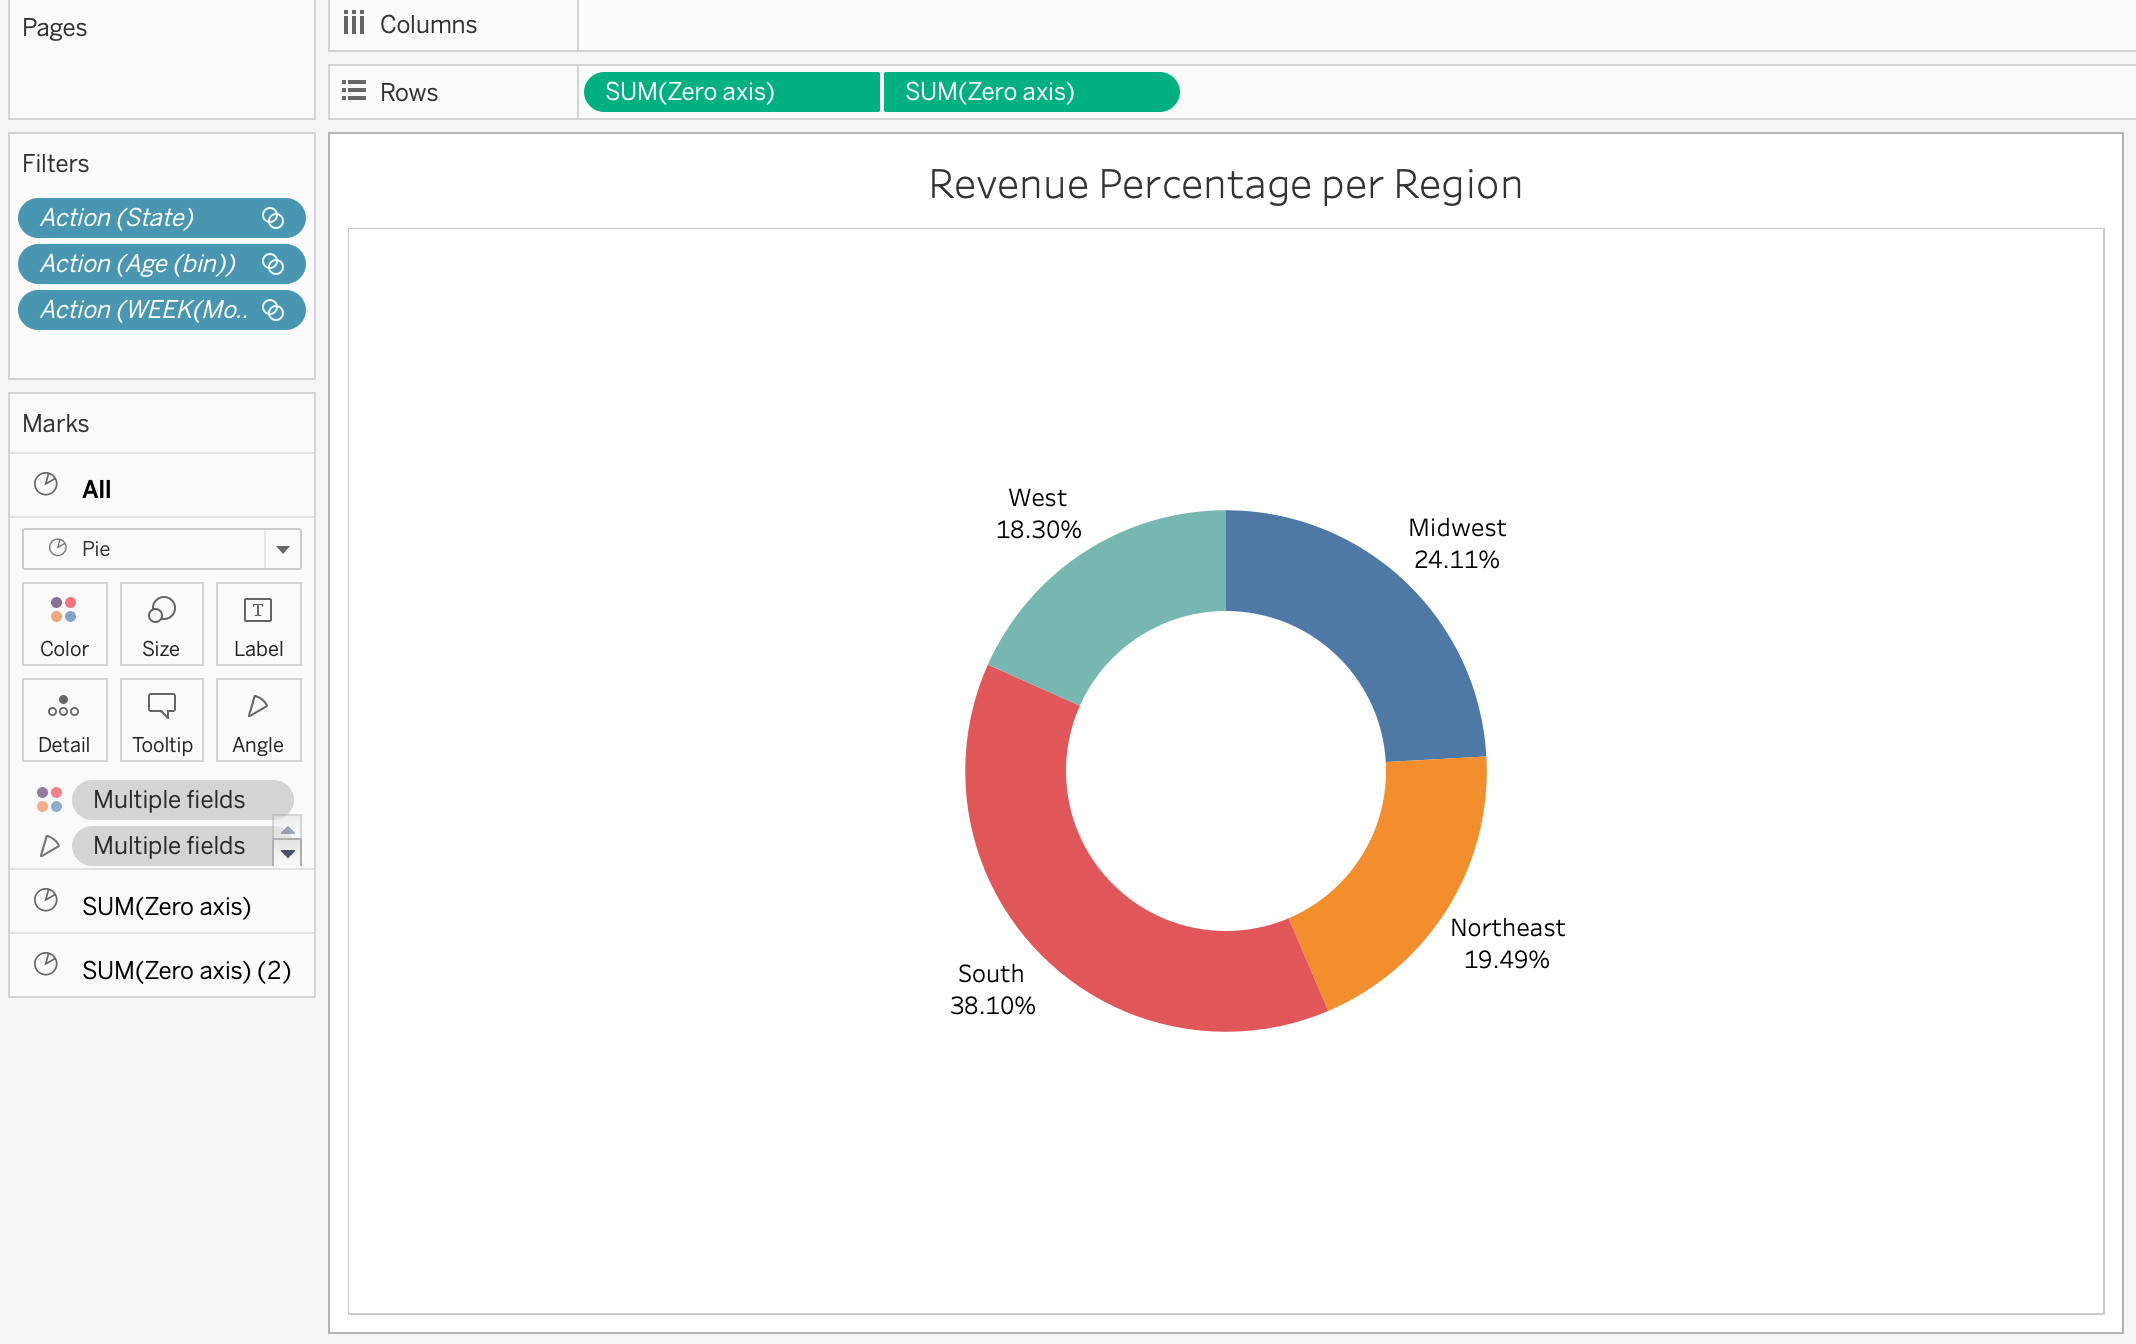 Pages
Columns
Rows
SUM(Zero axis)
SUM(Zero axis)
Filters
Action (State)
Action (Age (bin))
Action (WEEK(Mo..
Marks
All
Pie
Color
Size
T
Label
Detail
Tooltip
Angle
Multiple fields
Multiple fields
SUM(Zero axis)
SUM(Zero axis) (2)
Revenue Percentage per Region
West
18.30%
Midwest
24.11%
Northeast
19.49%
South
38.10%